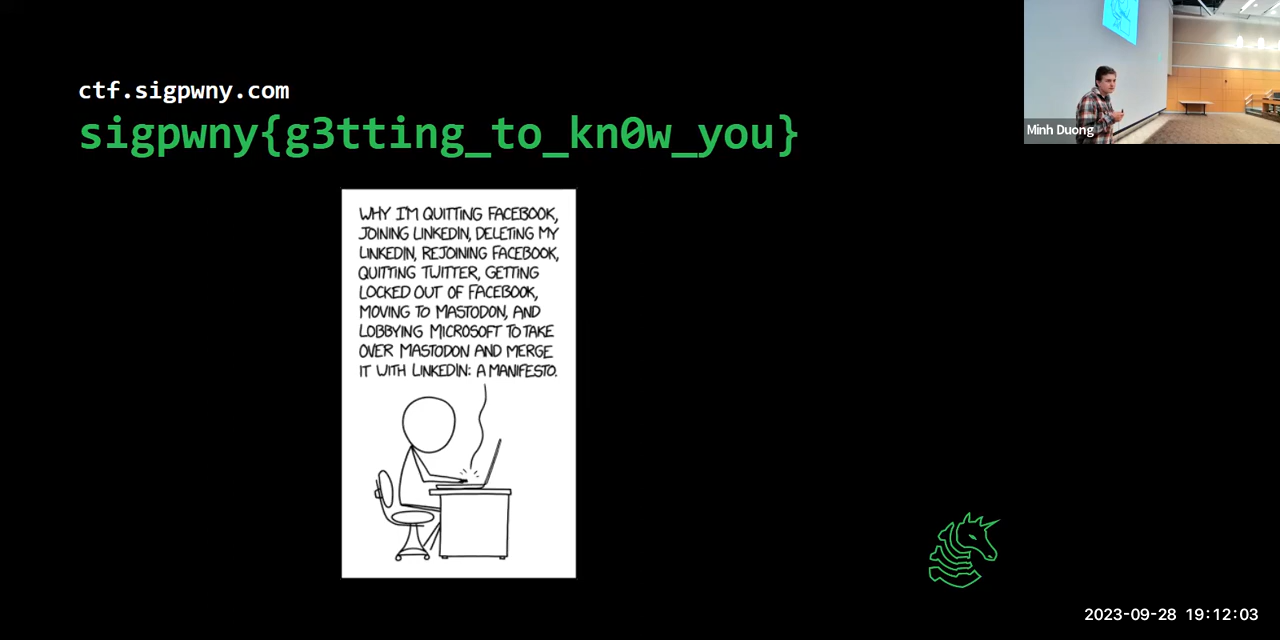 ctf.sigpwny.com
sigpwny{g3tting_to_kn0w_you}
Minh Duong
WHY I'M QUITTING FACEBOOK,
JOINING LINKEDIN, DELETING MY
LINKEDIN, REJOINING FACEBOOK,
QUITTING TWITTER, GETTING
LOCKED OUT OF FACEBOOK,
MOVING TO MASTODON, AND
LOBBYING MICROSOFT TO TAKE
OVER MASTODON AND MERGE
IT WITH LINKEDIN: A MANIFESTO.
2023-09-28 19:12:03